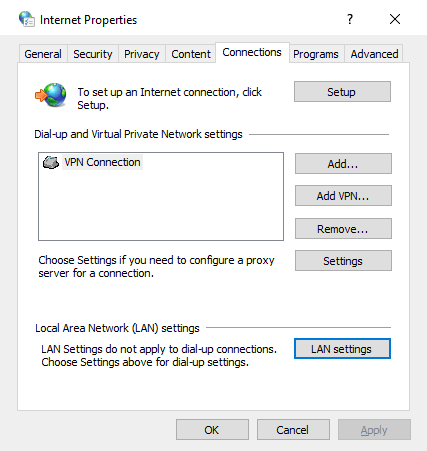 Internet Properties
General Security Privacy Content Connections Programs Advanced
To set up an Internet connection, click
Setup.
Setup
Dial-up and Virtual Private Network settings
VPN Connection
Add...
Add VPN...
Remove...
Choose Settings if you need to configure a proxy
server for a connection.
Settings
Local Area Network (LAN) settings
LAN Settings do not apply to dial-up connections.
Choose Settings above for dial-up settings.
LAN settings
OK Cancel Apply